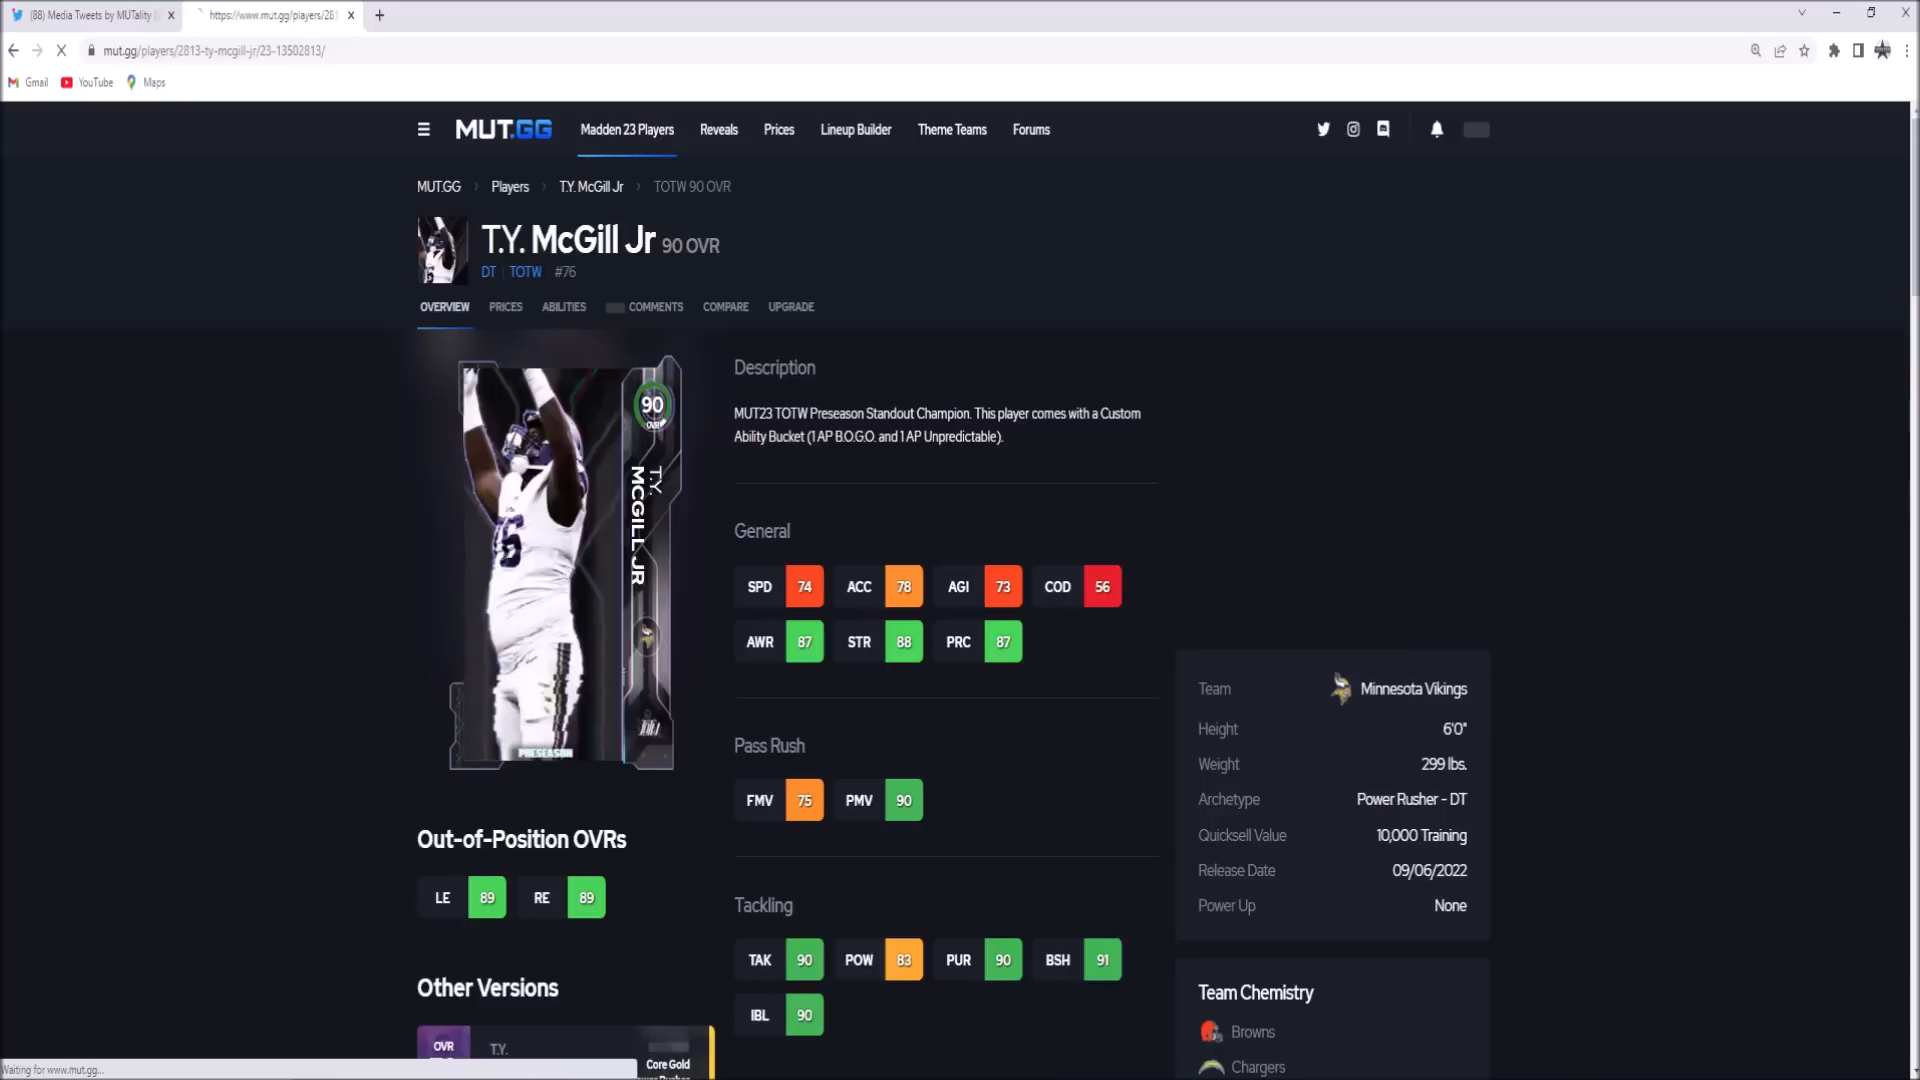 (88) Media Tweets by MUTality
https://www.mut.gg/players/281
mut.gg/players/2813-ty-mcgill-jr/23-13502813/
Gmail YouTube Maps
MUT.GG Madden 23 Players Reveals Prices Lineup Builder Theme Teams Forums
MUT.GG Players T.Y. McGill Jr TOTW 90 OVR
T.Y. McGill Jr 90 OVR
DT TOTW #76
OVERVIEW PRICES ABILITIES COMMENTS COMPARE UPGRADE
90
OVR
T.Y.
MCGILL JR
PRESEASON
Description
MUT23 TOTW Preseason Standout Champion. This player comes with a Custom
Ability Bucket (1 AP B.O.G.O. and 1 AP Unpredictable).
General
SPD 74 ACC 78 AGI 73 COD 56
AWR 87 STR 88 PRC 87
Pass Rush
FMV 75 PMV 90
Tackling
TAK 90 POW 83 PUR 90 BSH 91
IBL 90
Out-of-Position OVRs
LE 89 RE 89
Other Versions
OVR T.Y.
Core Gold
Team Minnesota Vikings
Height 6'0"
Weight 299 lbs.
Archetype Power Rusher - DT
Quicksell Value 10,000 Training
Release Date 09/06/2022
Power Up None
Team Chemistry
Browns
Chargers
Waiting for www.mut.gg...